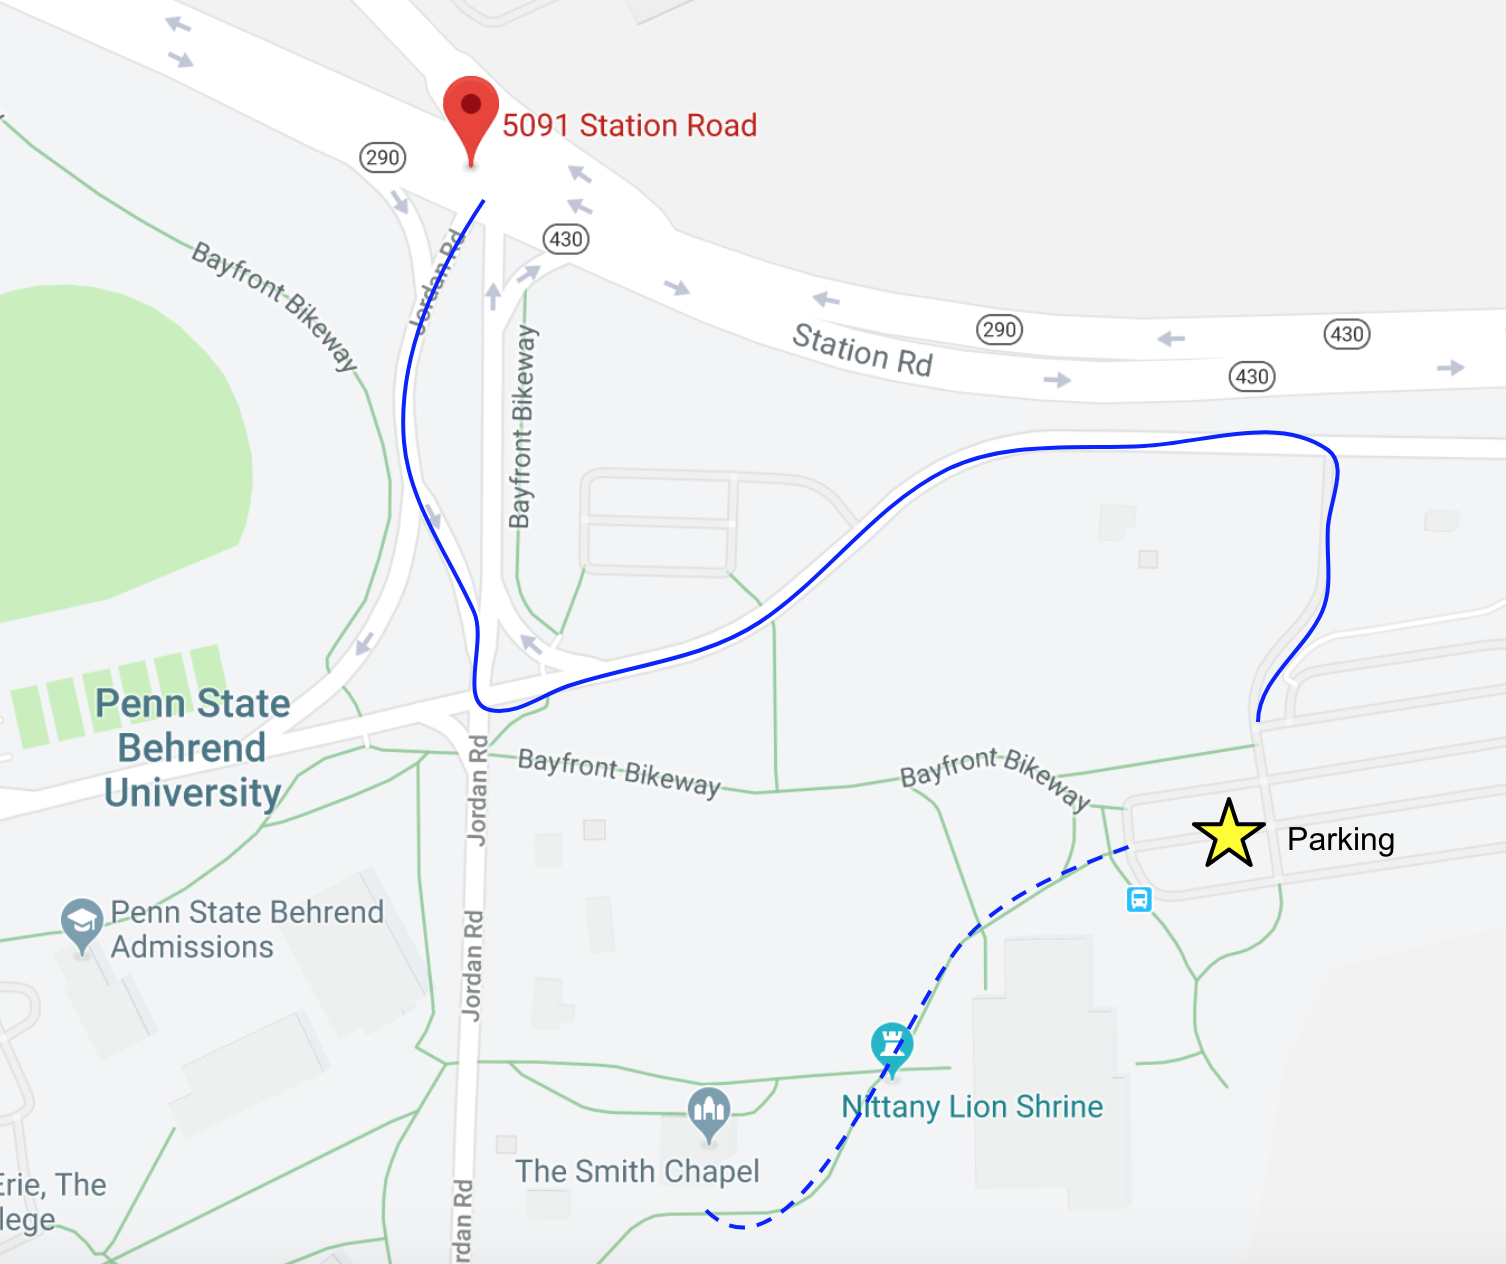 5091 Station Road
290
430
Jordan Rd
Bayfront Bikeway
Bayfront Bikeway
290
430
Station Rd
430
Penn State
Behrend
University
Jordan Rd
Bayfront Bikeway
Bayfront Bikeway
Parking
Penn State Behrend
Admissions
Jordan Rd
Nittany Lion Shrine
The Smith Chapel
Erie, The
lege
rdan Rd